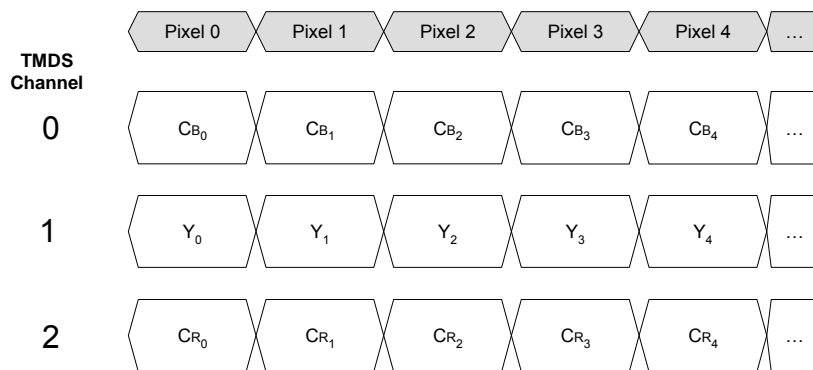 Pixel 0 Pixel 1 Pixel 2 Pixel 3 Pixel 4 ...
TMDS
Channel
0 CB0 CB1 CB2 CB3 CB4 ...
1 Y0 Y1 Y2 Y3 Y4 ...
2 CR0 CR1 CR2 CR3 CR4 ...